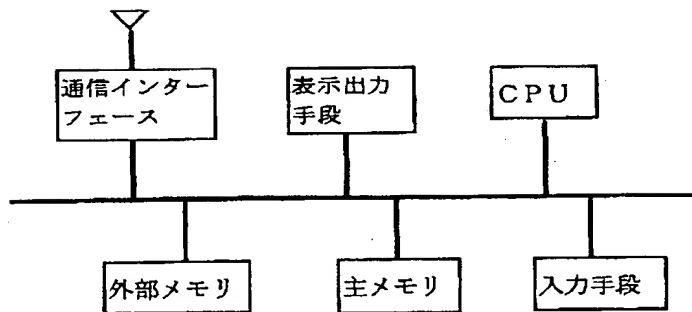 通信インター
フェース
表示出力
手段
ＣＰＵ
外部メモリ
主メモリ
入力手段